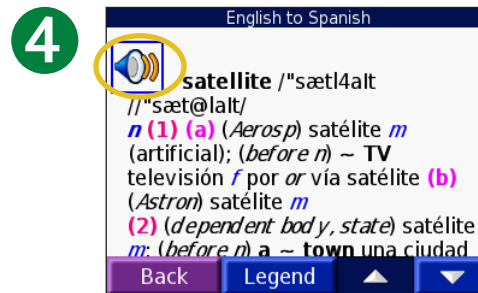 4
English to Spanish
satellite /"sætl4aIt
//"sæt@laIt/
n (1) (a) (Aerosp) satélite m
(artificial); (before n) ~ TV
televisión f por or vía satélite (b)
(Astron) satélite m
(2) (dependent body, state) satélite
m; (before n) a ~ town una ciudad
Back Legend